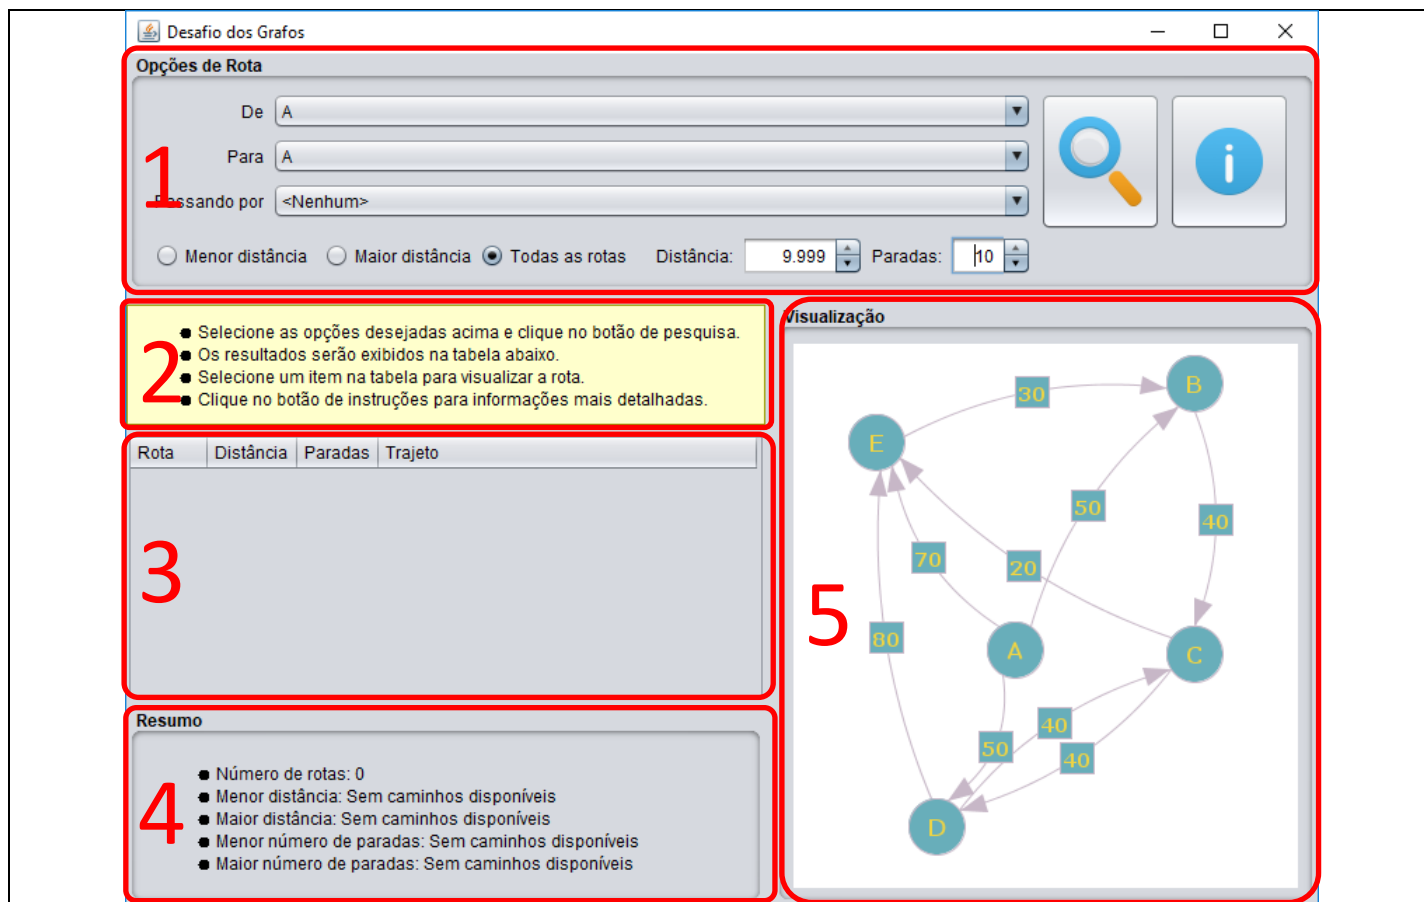 Desafio dos Grafos
Opções de Rota
De A
Para A
1
Passando por <Nenhum>
Menor distância Maior distância Todas as rotas Distância: 9.999 Paradas: 10
2
Selecione as opções desejadas acima e clique no botão de pesquisa.
Os resultados serão exibidos na tabela abaixo.
Selecione um item na tabela para visualizar a rota.
Clique no botão de instruções para informações mais detalhadas.
Rota Distância Paradas Trajeto
3
Resumo
4
Número de rotas: 0
Menor distância: Sem caminhos disponíveis
Maior distância: Sem caminhos disponíveis
Menor número de paradas: Sem caminhos disponíveis
Maior número de paradas: Sem caminhos disponíveis
Visualização
B
30
E
50
40
70
20
5
80
A
C
40
50
40
D